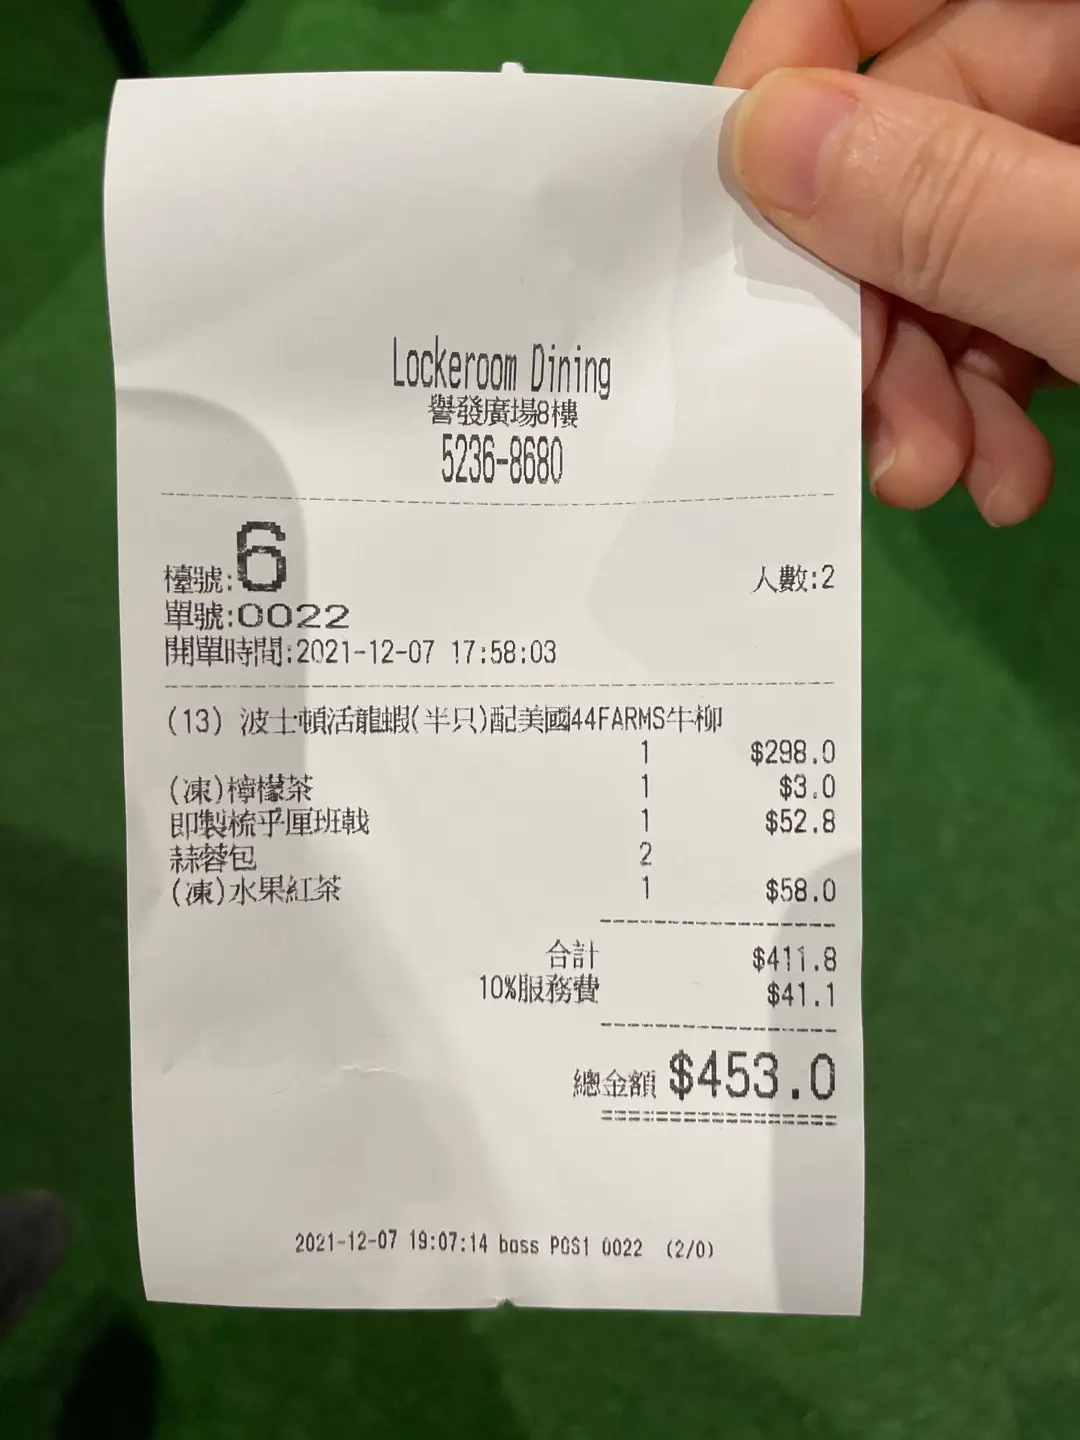 Lockeroom Dining
譽發廣場8樓
5236-8680
檯號:6 人數:2
單號:0022
開單時間:2021-12-07 17:58:03
(13) 波士頓活龍蝦(半只)配美國44FARMS牛柳
1 $298.0
(凍)檸檬茶 1 $3.0
即製梳乎厘班戟 1 $52.8
蒜蓉包 2
(凍)水果紅茶 1 $58.0
合計 $411.8
10%服務費 $41.1
總金額 $453.0
2021-12-07 19:07:14 boss POS1 0022 (2/0)